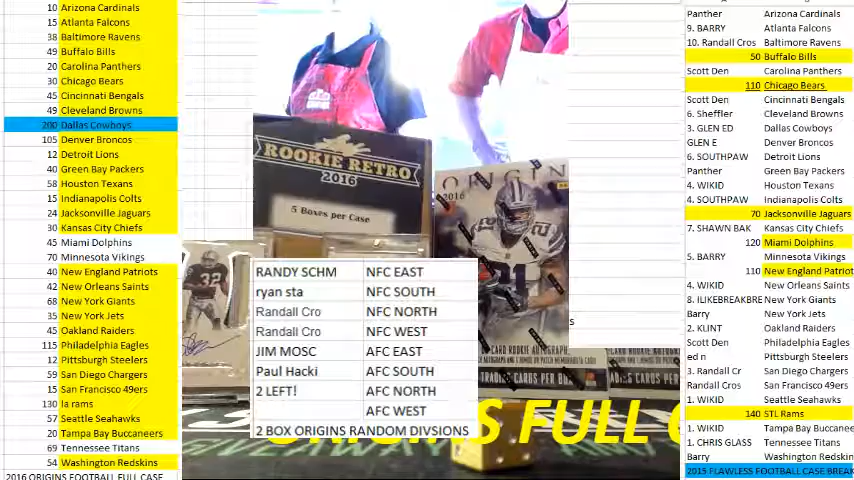 10 Arizona Cardinals
15 Atlanta Falcons
38 Baltimore Ravens
49 Buffalo Bills
20 Carolina Panthers
30 Chicago Bears
45 Cincinnati Bengals
49 Cleveland Browns
200 Dallas Cowboys
105 Denver Broncos
12 Detroit Lions
40 Green Bay Packers
58 Houston Texans
15 Indianapolis Colts
24 Jacksonville Jaguars
30 Kansas City Chiefs
45 Miami Dolphins
70 Minnesota Vikings
40 New England Patriots
42 New Orleans Saints
68 New York Giants
35 New York Jets
45 Oakland Raiders
115 Philadelphia Eagles
12 Pittsburgh Steelers
59 San Diego Chargers
15 San Francisco 49ers
130 la rams
57 Seattle Seahawks
20 Tampa Bay Buccaneers
69 Tennessee Titans
54 Washington Redskins
2016 ORIGINS FOOTBALL FULL CASE
ROOKIE RETRO
2016
5 Boxes per Case
ORIGINS
2016
RANDY SCHM NFC EAST
ryan sta NFC SOUTH
Randall Cro NFC NORTH
Randall Cro NFC WEST
JIM MOSC AFC EAST
Paul Hacki AFC SOUTH
2 LEFT! AFC NORTH
AFC WEST
2 BOX ORIGINS RANDOM DIVSIONS
ORIGINS FULL
GIVEAWAY
Panther Arizona Cardinals
9. BARRY Atlanta Falcons
10. Randall Cros Baltimore Ravens
50 Buffalo Bills
Scott Den Carolina Panthers
110 Chicago Bears
Scott Den Cincinnati Bengals
6. Sheffler Cleveland Browns
3. GLEN ED Dallas Cowboys
GLEN E Denver Broncos
6. SOUTHPAW Detroit Lions
Panther Green Bay Packers
4. WIKID Houston Texans
4. SOUTHPAW Indianapolis Colts
70 Jacksonville Jaguars
7. SHAWN BAK Kansas City Chiefs
120 Miami Dolphins
5. BARRY Minnesota Vikings
110 New England Patriot
4. WIKID New Orleans Saints
8. ILIKEBREAKBRE New York Giants
Barry New York Jets
2. KLINT Oakland Raiders
Scott Den Philadelphia Eagles
ed n Pittsburgh Steelers
3. Randall Cr San Diego Chargers
Randall Cros San Francisco 49ers
1. WIKID Seattle Seahawks
140 STL Rams
1. WIKID Tampa Bay Buccanee
1. CHRIS GLASS Tennessee Titans
Barry Washington Redskins
2015 FLAWLESS FOOTBALL CASE BREAK